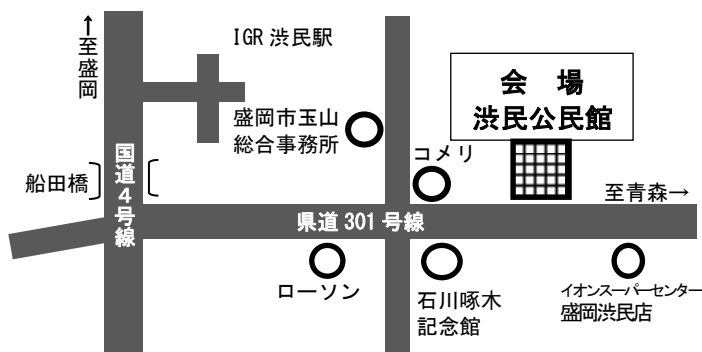 ↑至盛岡
IGR 渋民駅
会　場
渋民公民館
盛岡市玉山
総合事務所
コメリ
船田橋
国道４号線
至青森→
県道 301 号線
ローソン
石川啄木
記念館
イオンスーパーセンター
盛岡渋民店